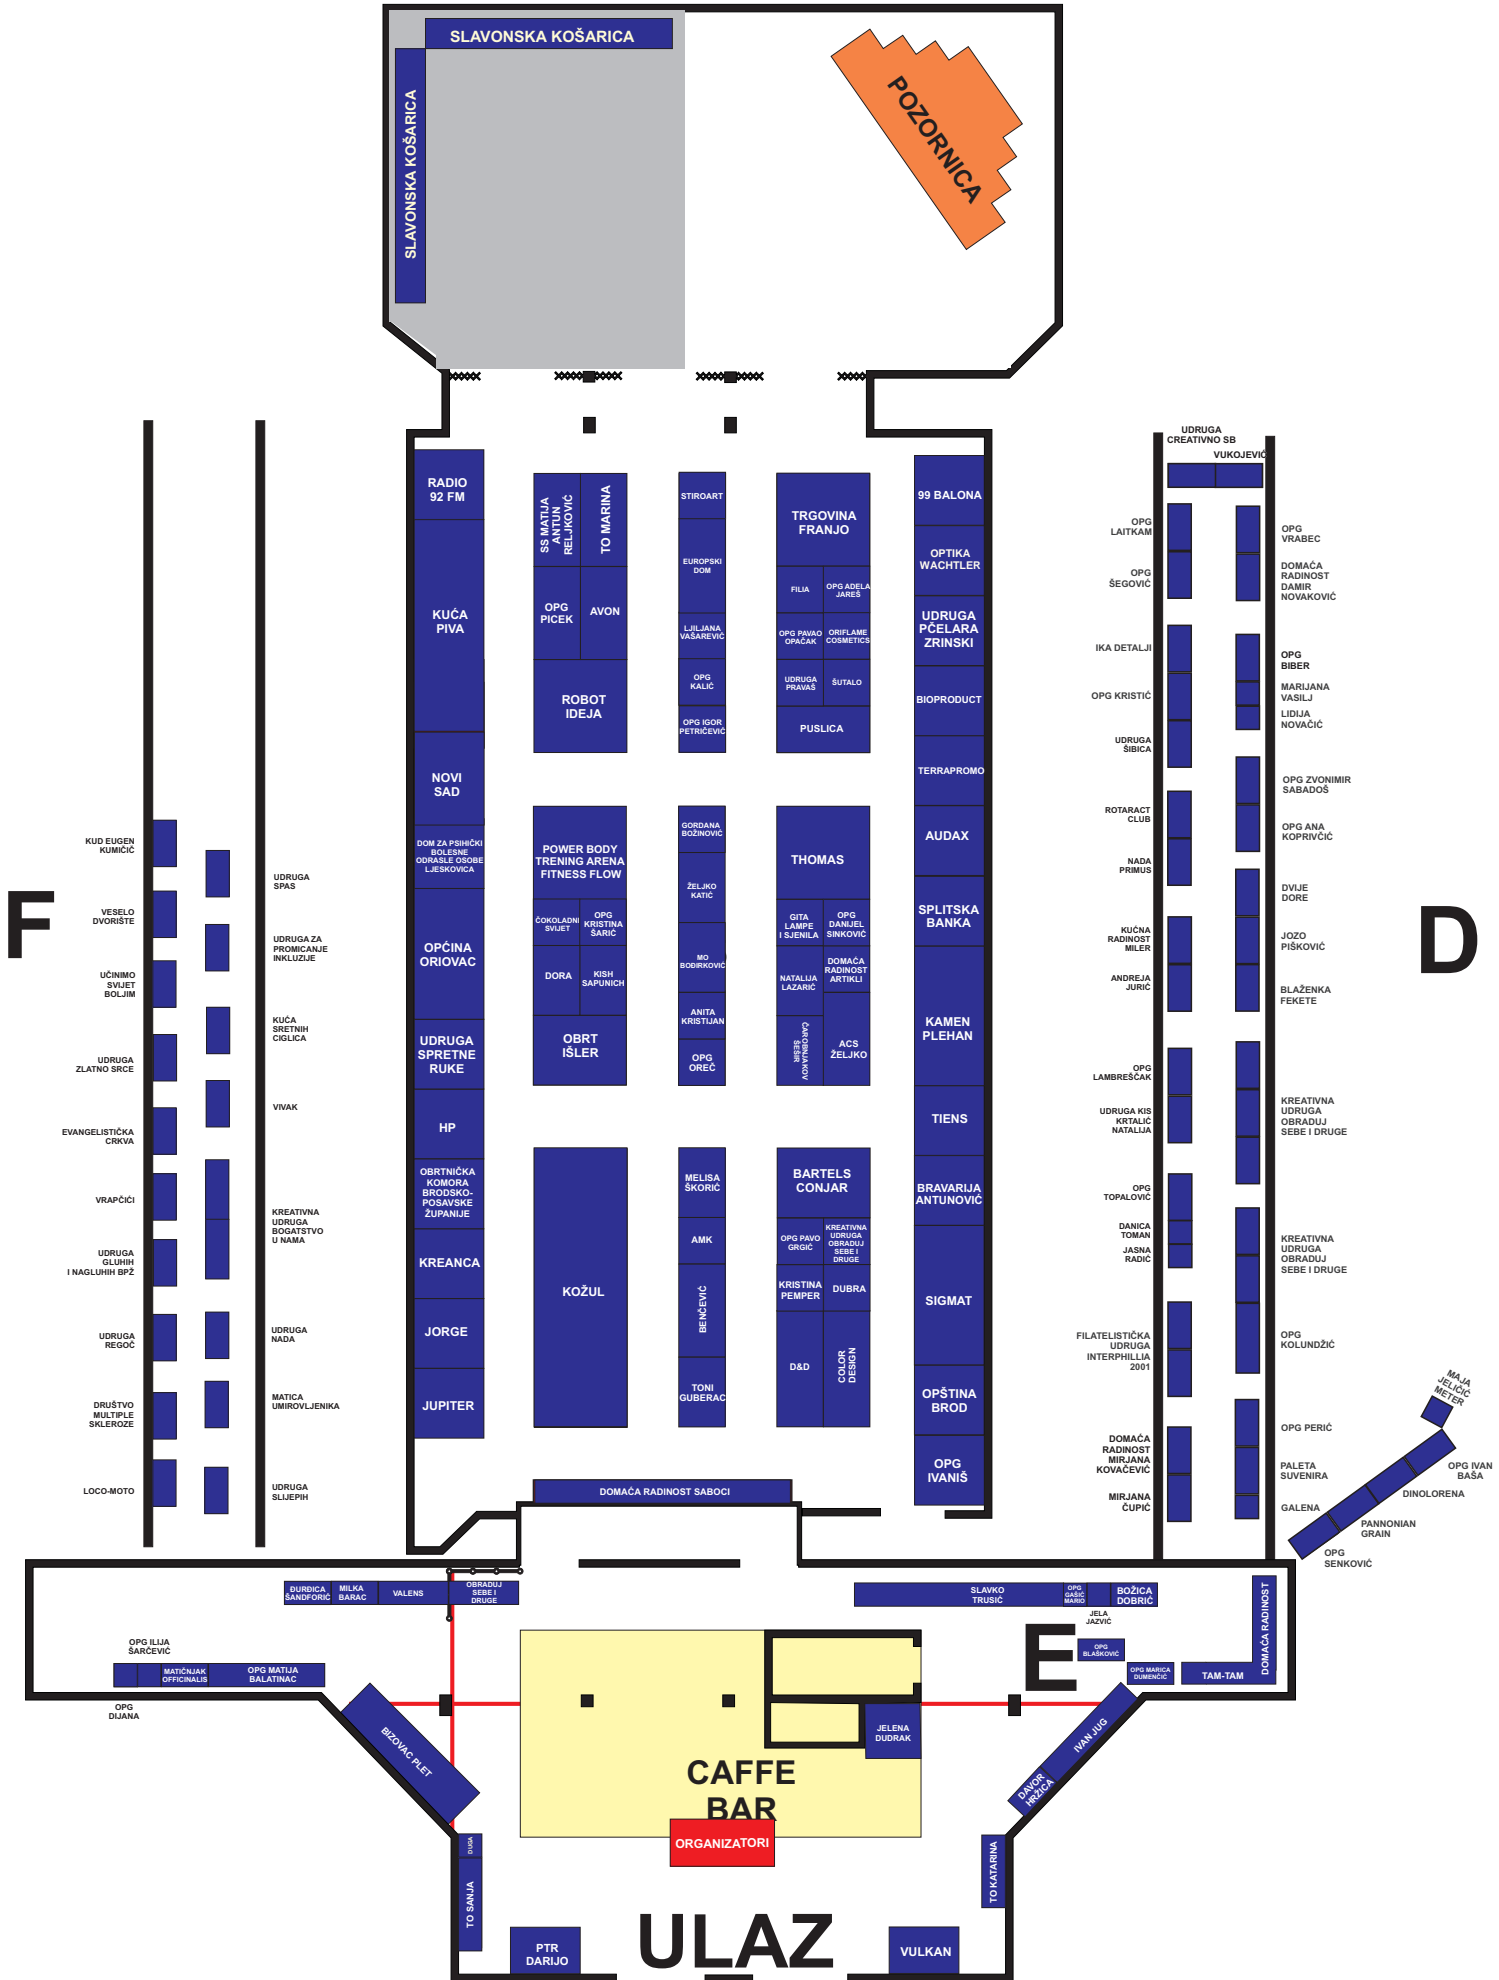 SLAVONSKA KOŠARICA
SLAVONSKA KOŠARICA
POZORNICA
RADIO
92 FM
KUĆA
PIVA
NOVI
SAD
DOM ZA PSIHIČKI
BOLESNE
ODRASLE OSOBE
LJESKOVICA
OPĆINA
ORIOVAC
UDRUGA
SPRETNE
RUKE
HP
OBRTNIČKA
KOMORA
BRODSKO-
POSAVSKE
ŽUPANIJE
KREANCA
JORGE
JUPITER
SS MATIJA
ANTUN
RELJKOVIĆ
TO MARINA
OPG
PICEK
AVON
ROBOT
IDEJA
POWER BODY
TRENING ARENA
FITNESS FLOW
ČOKOLADNI
SVIJET
OPG
KRISTINA
ŠARIĆ
DORA
KISH
SAPUNICH
OBRT
IŠLER
KOŽUL
STIROART
EUROPSKI
DOM
LJILJANA
VAŠAREVIĆ
OPG
KALIĆ
OPG IGOR
PETRIČEVIĆ
GORDANA
BOŽINOVIĆ
ŽELJKO
KATIĆ
MO
BOĐIRKOVIĆ
ANITA
KRISTIJAN
OPG
OREČ
MELISA
ŠKORIĆ
AMK
BENČEVIĆ
TONI
GUBERAC
TRGOVINA
FRANJO
FILIA
OPG ADELA
JAREŠ
OPG PAVAO
OPAČAK
ORIFLAME
COSMETICS
UDRUGA
PRAVAŠ
ŠUTALO
PUSLICA
THOMAS
GITA
LAMPE
I SJENILA
OPG
DANIJEL
SINKOVIĆ
NATALIJA
LAZARIĆ
DOMAĆA
RADINOST
ARTIKLI
ČAROBNJAKOV
ŠEŠIR
ACS
ŽELJKO
BARTELS
CONJAR
OPG PAVO
GRGIĆ
KREATIVNA
UDRUGA
OBRADUJ
SEBE I
DRUGE
KRISTINA
PEMPER
DUBRA
D&D
COLOR
DESIGN
99 BALONA
OPTIKA
WACHTLER
UDRUGA
PČELARA
ZRINSKI
BIOPRODUCT
TERRAPROMO
AUDAX
SPLITSKA
BANKA
KAMEN
PLEHAN
TIENS
BRAVARIJA
ANTUNOVIĆ
SIGMAT
OPŠTINA
BROD
OPG
IVANIŠ
DOMAĆA RADINOST SABOCI
F
KUD EUGEN
KUMIČIĆ
VESELO
DVORIŠTE
UČINIMO
SVIJET
BOLJIM
UDRUGA
ZLATNO SRCE
EVANGELISTIČKA
CRKVA
VRAPČIĆI
UDRUGA
GLUHIH
I NAGLUHIH BPŽ
UDRUGA
REGOČ
DRUŠTVO
MULTIPLE
SKLEROZE
LOCO-MOTO
UDRUGA
SPAS
UDRUGA ZA
PROMICANJE
INKLUZIJE
KUĆA
SRETNIH
CIGLICA
VIVAK
KREATIVNA
UDRUGA
BOGATSTVO
U NAMA
UDRUGA
NADA
MATICA
UMIROVLJENIKA
UDRUGA
SLIJEPIH
D
UDRUGA
CREATIVNO SB
VUKOJEVIĆ
OPG
LAITKAM
OPG
ŠEGOVIĆ
IKA DETALJI
OPG KRISTIĆ
UDRUGA
ŠIBICA
ROTARACT
CLUB
NADA
PRIMUS
KUĆNA
RADINOST
MILER
ANDREJA
JURIĆ
OPG
LAMBREŠČAK
UDRUGA KIS
KRTALIĆ
NATALIJA
OPG
TOPALOVIĆ
DANICA
TOMAN
JASNA
RADIĆ
FILATELISTIČKA
UDRUGA
INTERPHILLIA
2001
DOMAĆA
RADINOST
MIRJANA
KOVAČEVIĆ
MIRJANA
ČUPIĆ
OPG
VRABEC
DOMAĆA
RADINOST
DAMIR
NOVAKOVIĆ
OPG
BIBER
MARIJANA
VASILJ
LIDIJA
NOVAČIĆ
OPG ZVONIMIR
SABADOŠ
OPG ANA
KOPRIVČIĆ
DVIJE
DORE
JOZO
PIŠKOVIĆ
BLAŽENKA
FEKETE
KREATIVNA
UDRUGA
OBRADUJ
SEBE I DRUGE
KREATIVNA
UDRUGA
OBRADUJ
SEBE I DRUGE
OPG
KOLUNDŽIĆ
OPG PERIĆ
PALETA
SUVENIRA
GALENA
MAJA
JELIČIĆ
METER
OPG IVAN
BAŠA
DINOLORENA
PANNONIAN
GRAIN
OPG
SENKOVIĆ
ĐURĐICA
ŠANDFORIĆ
MILKA
BARAC
VALENS
OBRADUJ
SEBE I
DRUGE
OPG ILIJA
ŠARČEVIĆ
MATIČNJAK
OFFICINALIS
OPG MATIJA
BALATINAC
OPG
DIJANA
BIZOVAC PLET
SLAVKO
TRUSIĆ
OPG
GAŠIĆ
MARIO
JELA
JAZVIĆ
BOŽICA
DOBRIĆ
E
OPG
BLAŠKOVIĆ
OPG MARICA
DUMENČIĆ
TAM-TAM
DOMAĆA RADINOST
IVAN JUG
DAVOR
HRŽICA
JELENA
DUDRAK
CAFFE
BAR
ORGANIZATORI
DUGA
TO SANJA
TO KATARINA
PTR
DARIJO
ULAZ
VULKAN